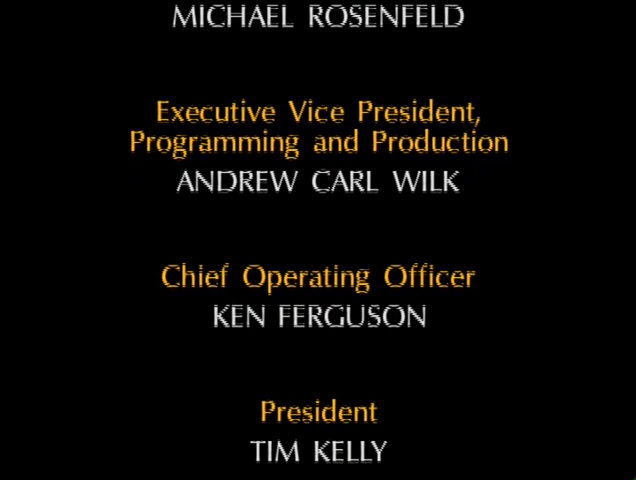 MICHAEL ROSENFELD
Executive Vice President,
Programming and Production
ANDREW CARL WILK
Chief Operating Officer
KEN FERGUSON
President
TIM KELLY